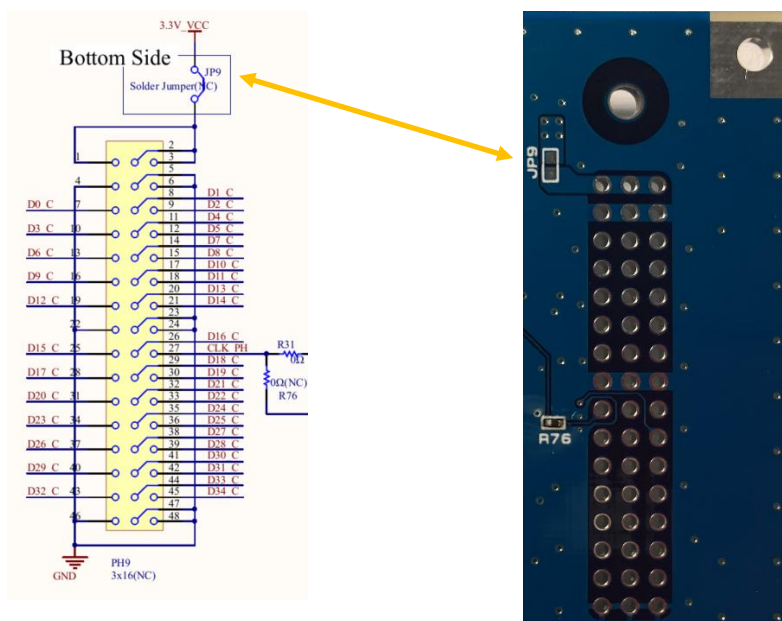 3.3V_VCC
Bottom Side
JP9
Solder Jumper(NC)
1
2
3
4
5
6
D0_C 7
8 D1_C
9 D2_C
D3_C 10
11 D4_C
12 D5_C
D6_C 13
14 D7_C
15 D8_C
D9_C 16
17 D10_C
18 D11_C
D12_C 19
20 D13_C
21 D14_C
22
23
24
D15_C 25
26 D16_C
27 CLK_PH
R31
0Ω
D17_C 28
29 D18_C
30 D19_C
0Ω(NC)
R76
D20_C 31
32 D21_C
33 D22_C
D23_C 34
35 D24_C
36 D25_C
D26_C 37
38 D27_C
39 D28_C
D29_C 40
41 D30_C
42 D31_C
D32_C 43
44 D33_C
45 D34_C
46
47
48
GND
PH9
3x16(NC)
JP9
R76